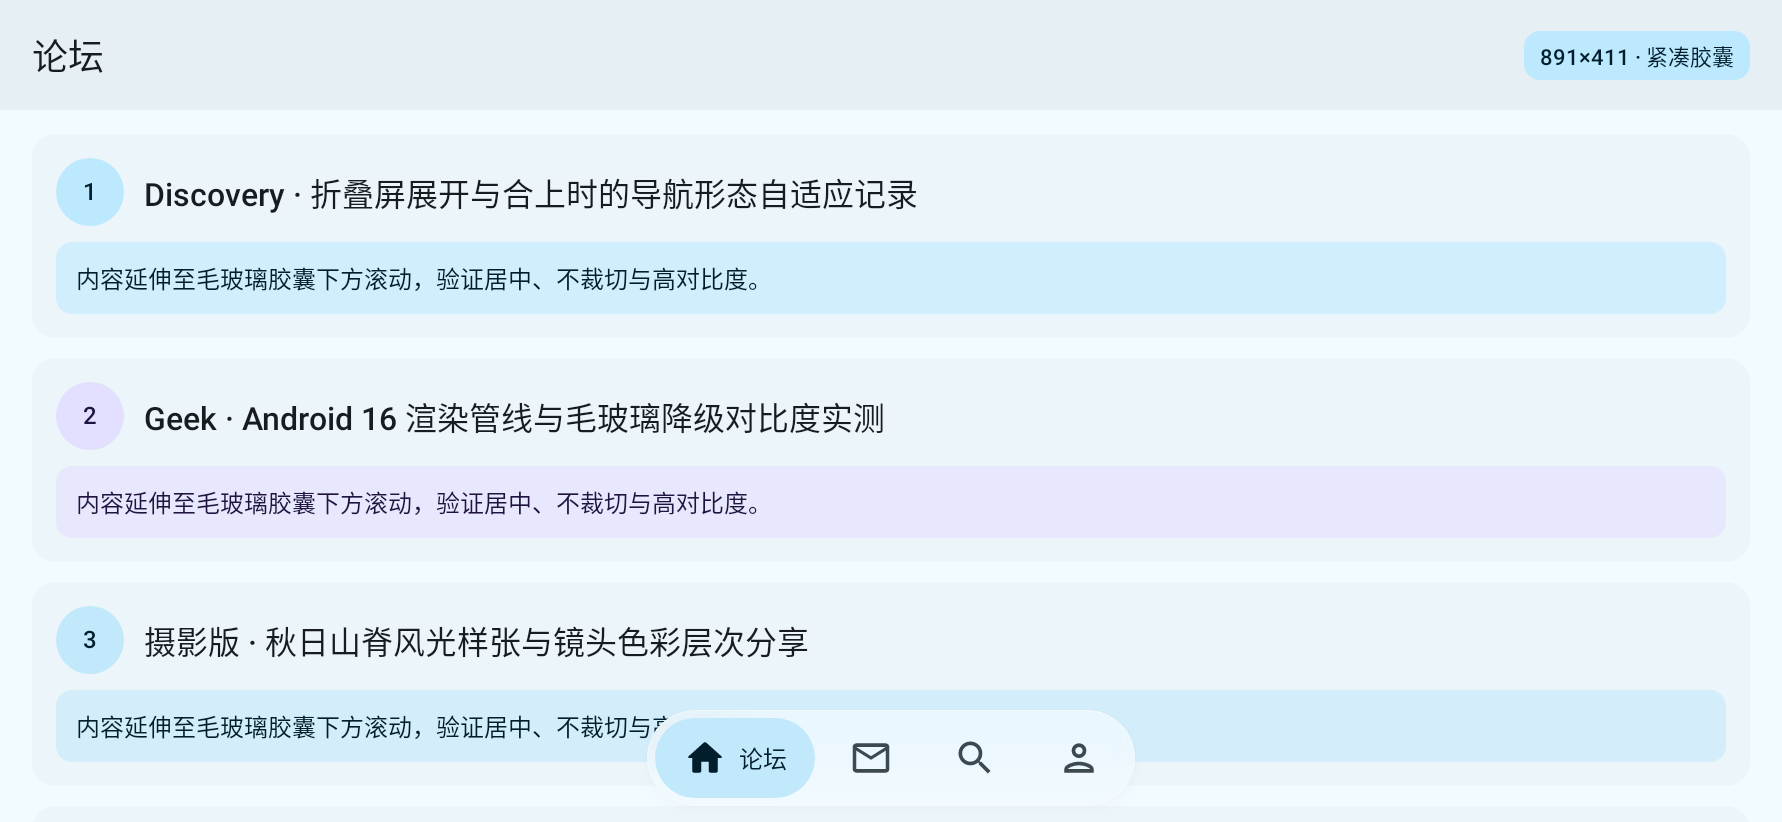 论坛
891×411 · 紧凑胶囊
1
Discovery · 折叠屏展开与合上时的导航形态自适应记录
内容延伸至毛玻璃胶囊下方滚动，验证居中、不裁切与高对比度。
2
Geek · Android 16 渲染管线与毛玻璃降级对比度实测
内容延伸至毛玻璃胶囊下方滚动，验证居中、不裁切与高对比度。
3
摄影版 · 秋日山脊风光样张与镜头色彩层次分享
内容延伸至毛玻璃胶囊下方滚动，验证居中、不裁切与
论坛